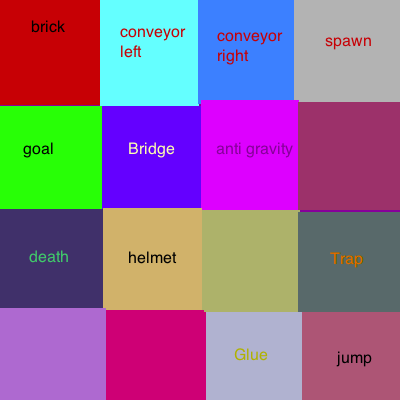 brick
conveyor
left
conveyor
right
spawn
goal
Bridge
anti gravity
death
helmet
Trap
Glue
jump